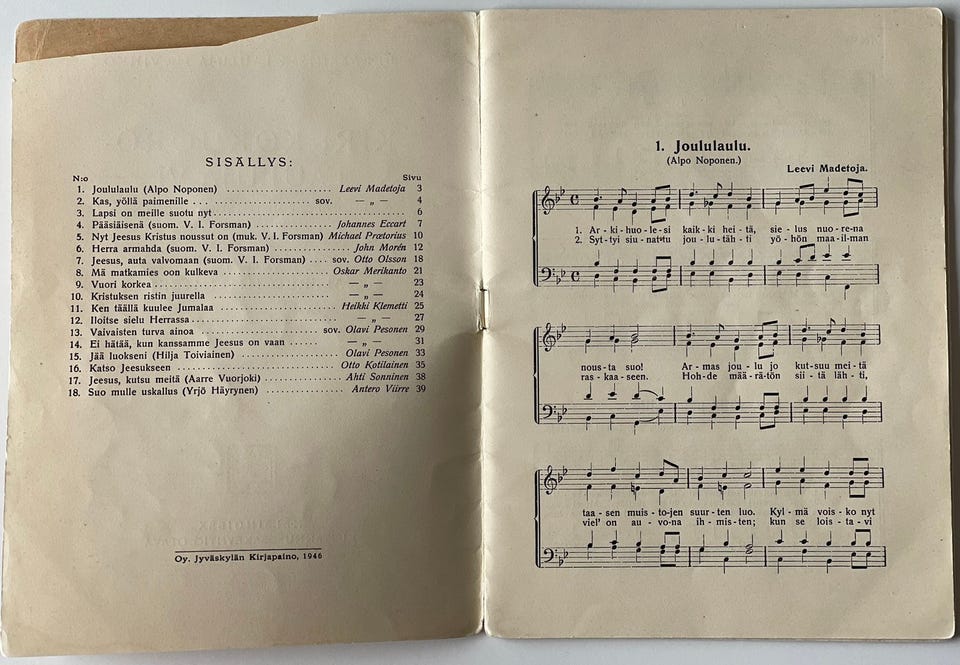 SISÄLLYS:
N:o Sivu
1. Joululaulu (Alpo Noponen) ........................ Leevi Madetoja 3
2. Kas, yöllä paimenille ... ................ sov. — „ — 4
3. Lapsi on meille suotu nyt ........................................ 6
4. Pääsiäisenä (suom. V. I. Forsman) ................ Johannes Eccart 7
5. Nyt Jeesus Kristus noussut on (muk. V. I. Forsman) Michael Prætorius 10
6. Herra armahda (suom. V. I. Forsman) ................ John Morén 12
7. Jeesus, auta valvomaan (suom. V. I. Forsman) .... sov. Otto Olsson 18
8. Mä matkamies oon kulkeva ................ Oskar Merikanto 21
9. Vuori korkea ........................ — „ — 23
10. Kristuksen ristin juurella ........................ — „ — 24
11. Ken täällä kuulee Jumalaa ................ Heikki Klemetti 25
12. Iloitse sielu Herrassa ........................ — „ — 27
13. Vaivaisten turva ainoa ................ sov. Olavi Pesonen 29
14. Ei hätää, kun kanssamme Jeesus on vaan ...... — „ — 31
15. Jää luokseni (Hilja Toiviainen) ................ Olavi Pesonen 33
16. Katso Jeesukseen ........................ Otto Kotilainen 35
17. Jeesus, kutsu meitä (Aarre Vuorjoki) ................ Ahti Sonninen 38
18. Suo mulle uskallus (Yrjö Häyrynen) ................ Antero Viirre 39
Oy. Jyväskylän Kirjapaino, 1946
1. Joululaulu.
(Alpo Noponen.)
Leevi Madetoja.
1. Ar-ki-huo-le-si kaik-ki hei-tä, sie-lus nuo-re-na
2. Syt-tyi siu-nattu jou-lu-täh-ti yö-hön maa-il-man
nous-ta suo! Ar-mas jou-lu jo kut-suu mei-tä
ras-kaa-seen. Hoh-de mää-rä-tön sii-tä läh-ti,
taa-sen muis-to-jen suur-ten luo. Kyl-mä vois-ko nyt
viel' on au-vo-na ih-mis-ten; kun se lois-ta-vi